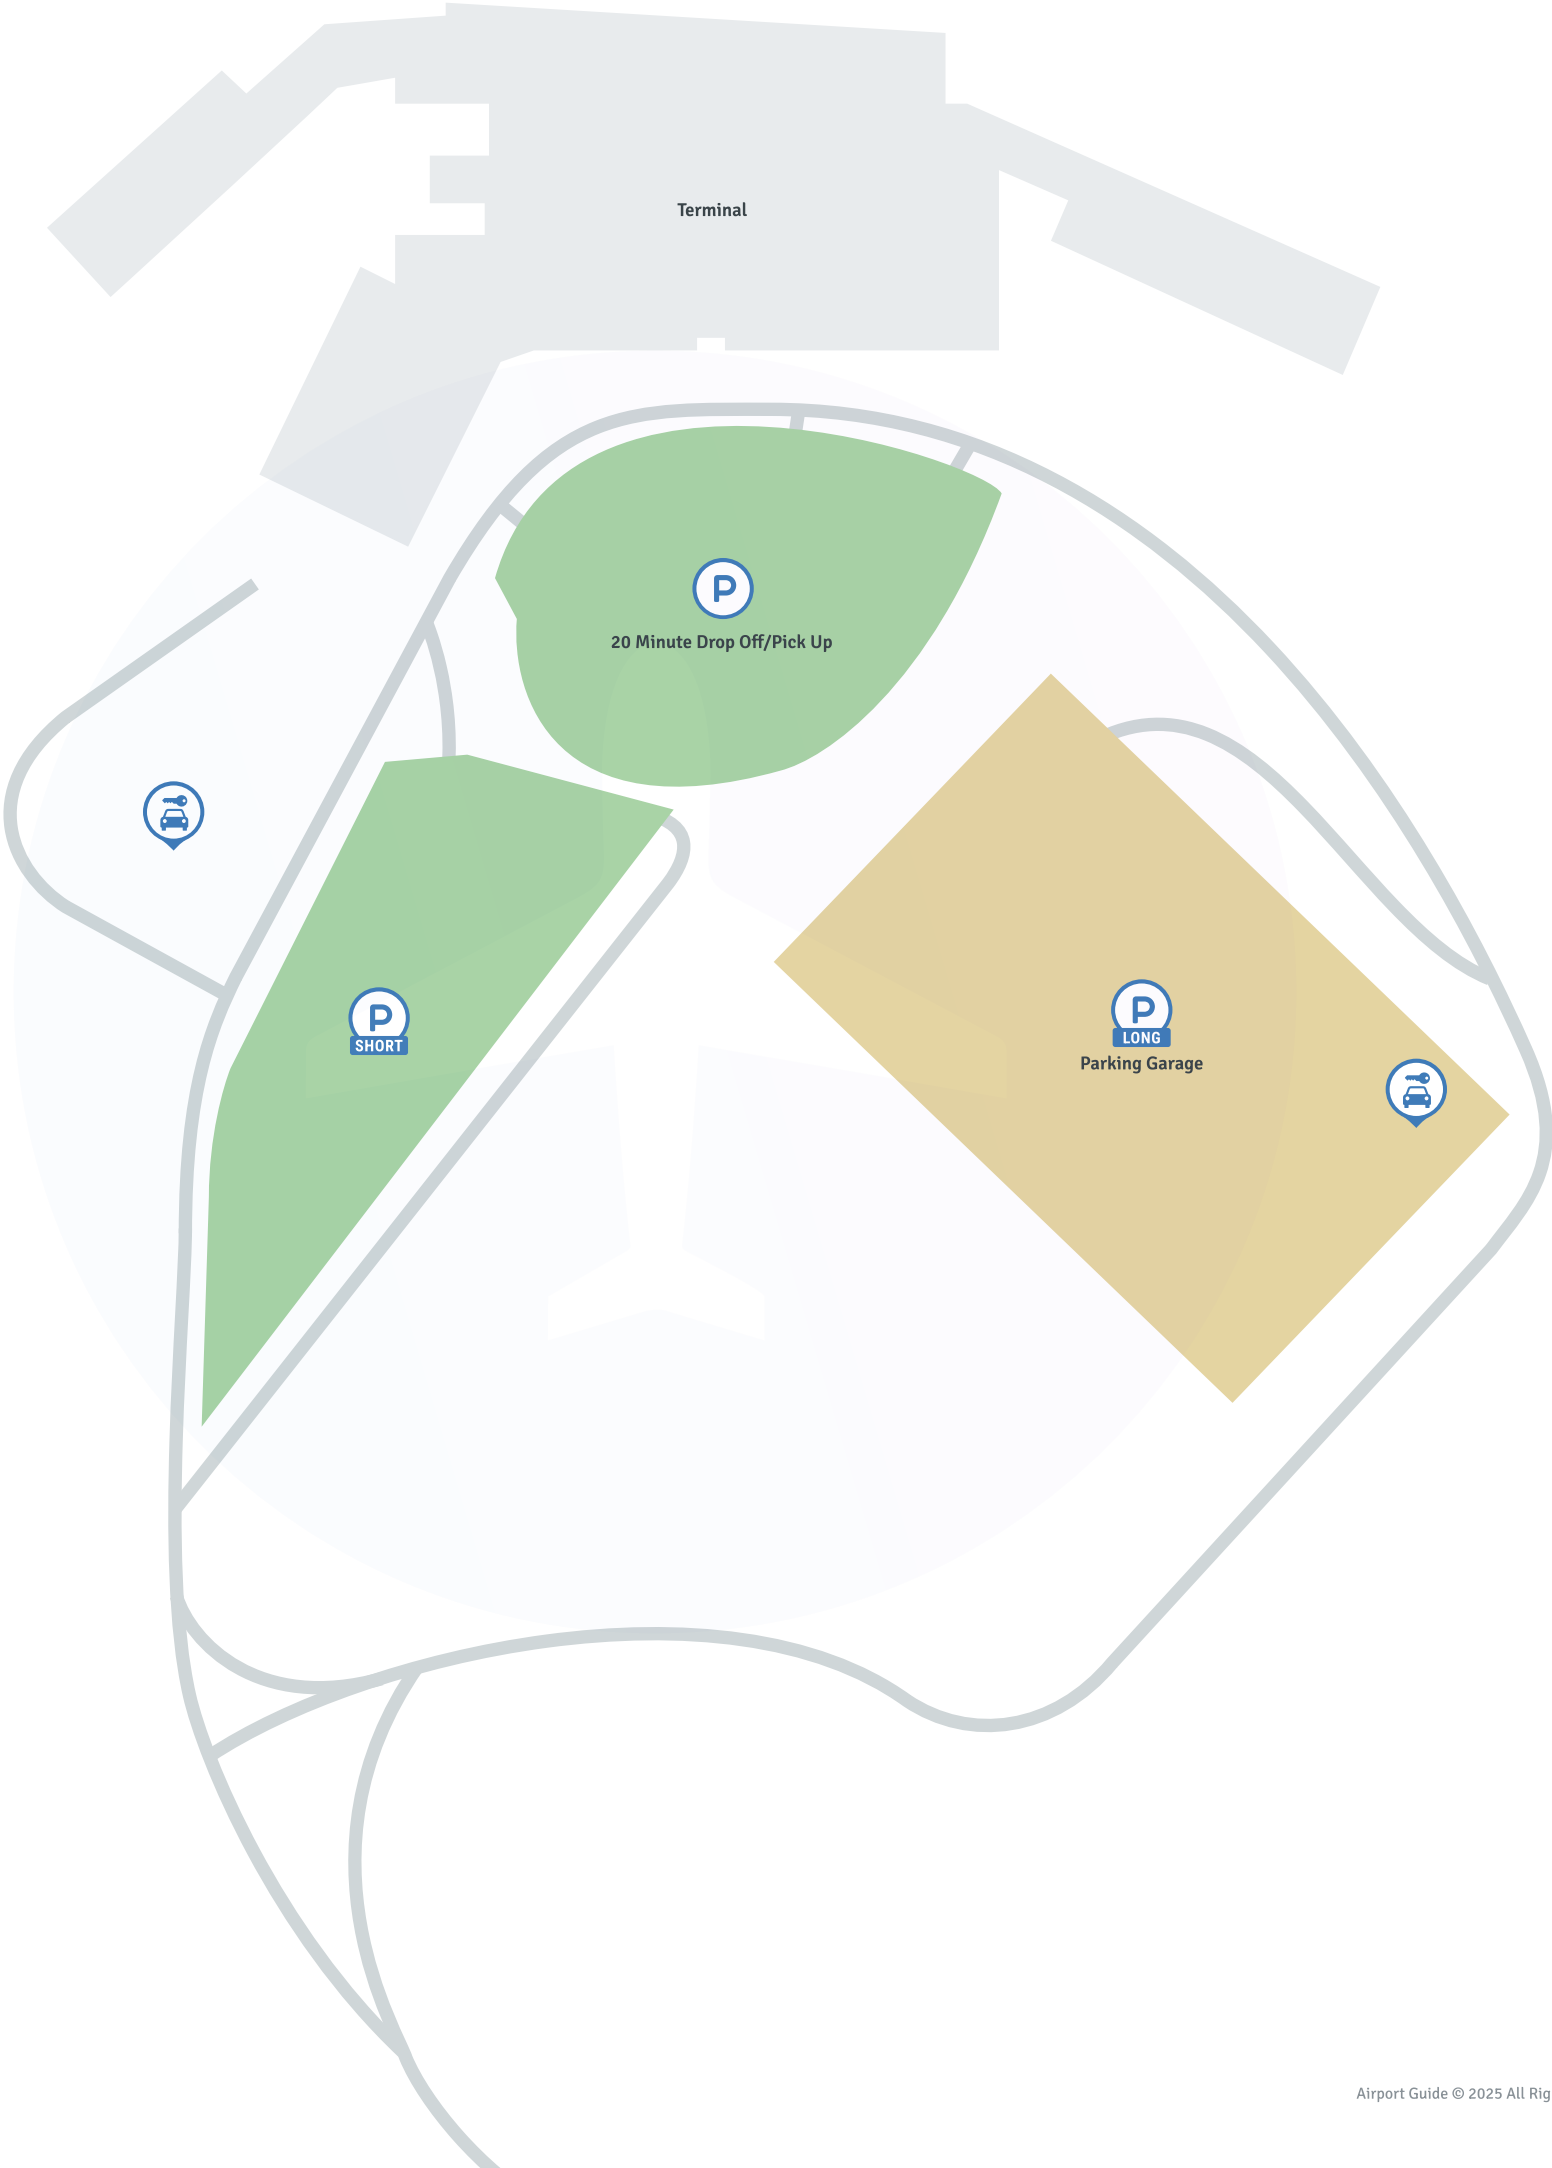 Terminal
P
20 Minute Drop Off/Pick Up
P
SHORT
P
LONG
Parking Garage
Airport Guide © 2025 All Rig